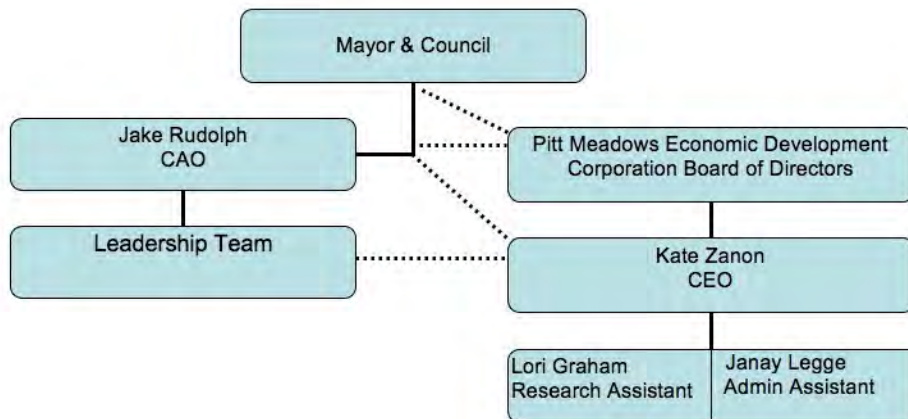 Mayor & Council
Jake Rudolph
CAO
Pitt Meadows Economic Development
Corporation Board of Directors
Leadership Team
Kate Zanon
CEO
Lori Graham
Research Assistant
Janay Legge
Admin Assistant